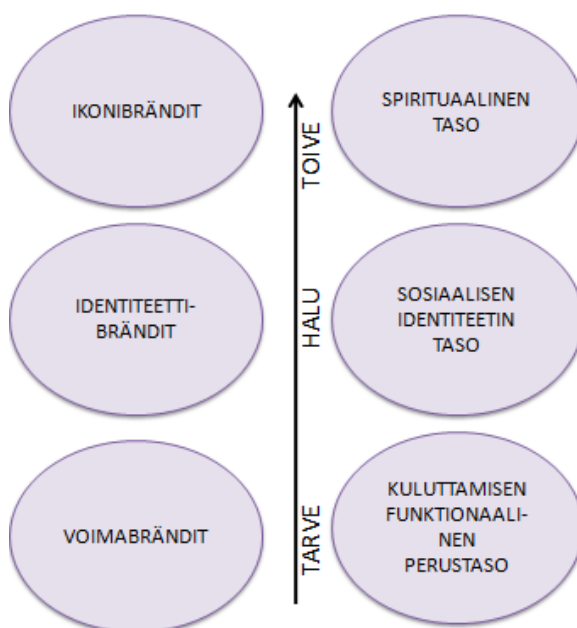 IKONIBRÄNDIT
TOIVE
SPIRITUAALINEN
TASO
IDENTITEETTI-
BRÄNDIT
HALU
SOSIAALISEN
IDENTITEETIN
TASO
VOIMABRÄNDIT
TARVE
KULUTTAMISEN
FUNKTIONAALI-
NEN
PERUSTASO